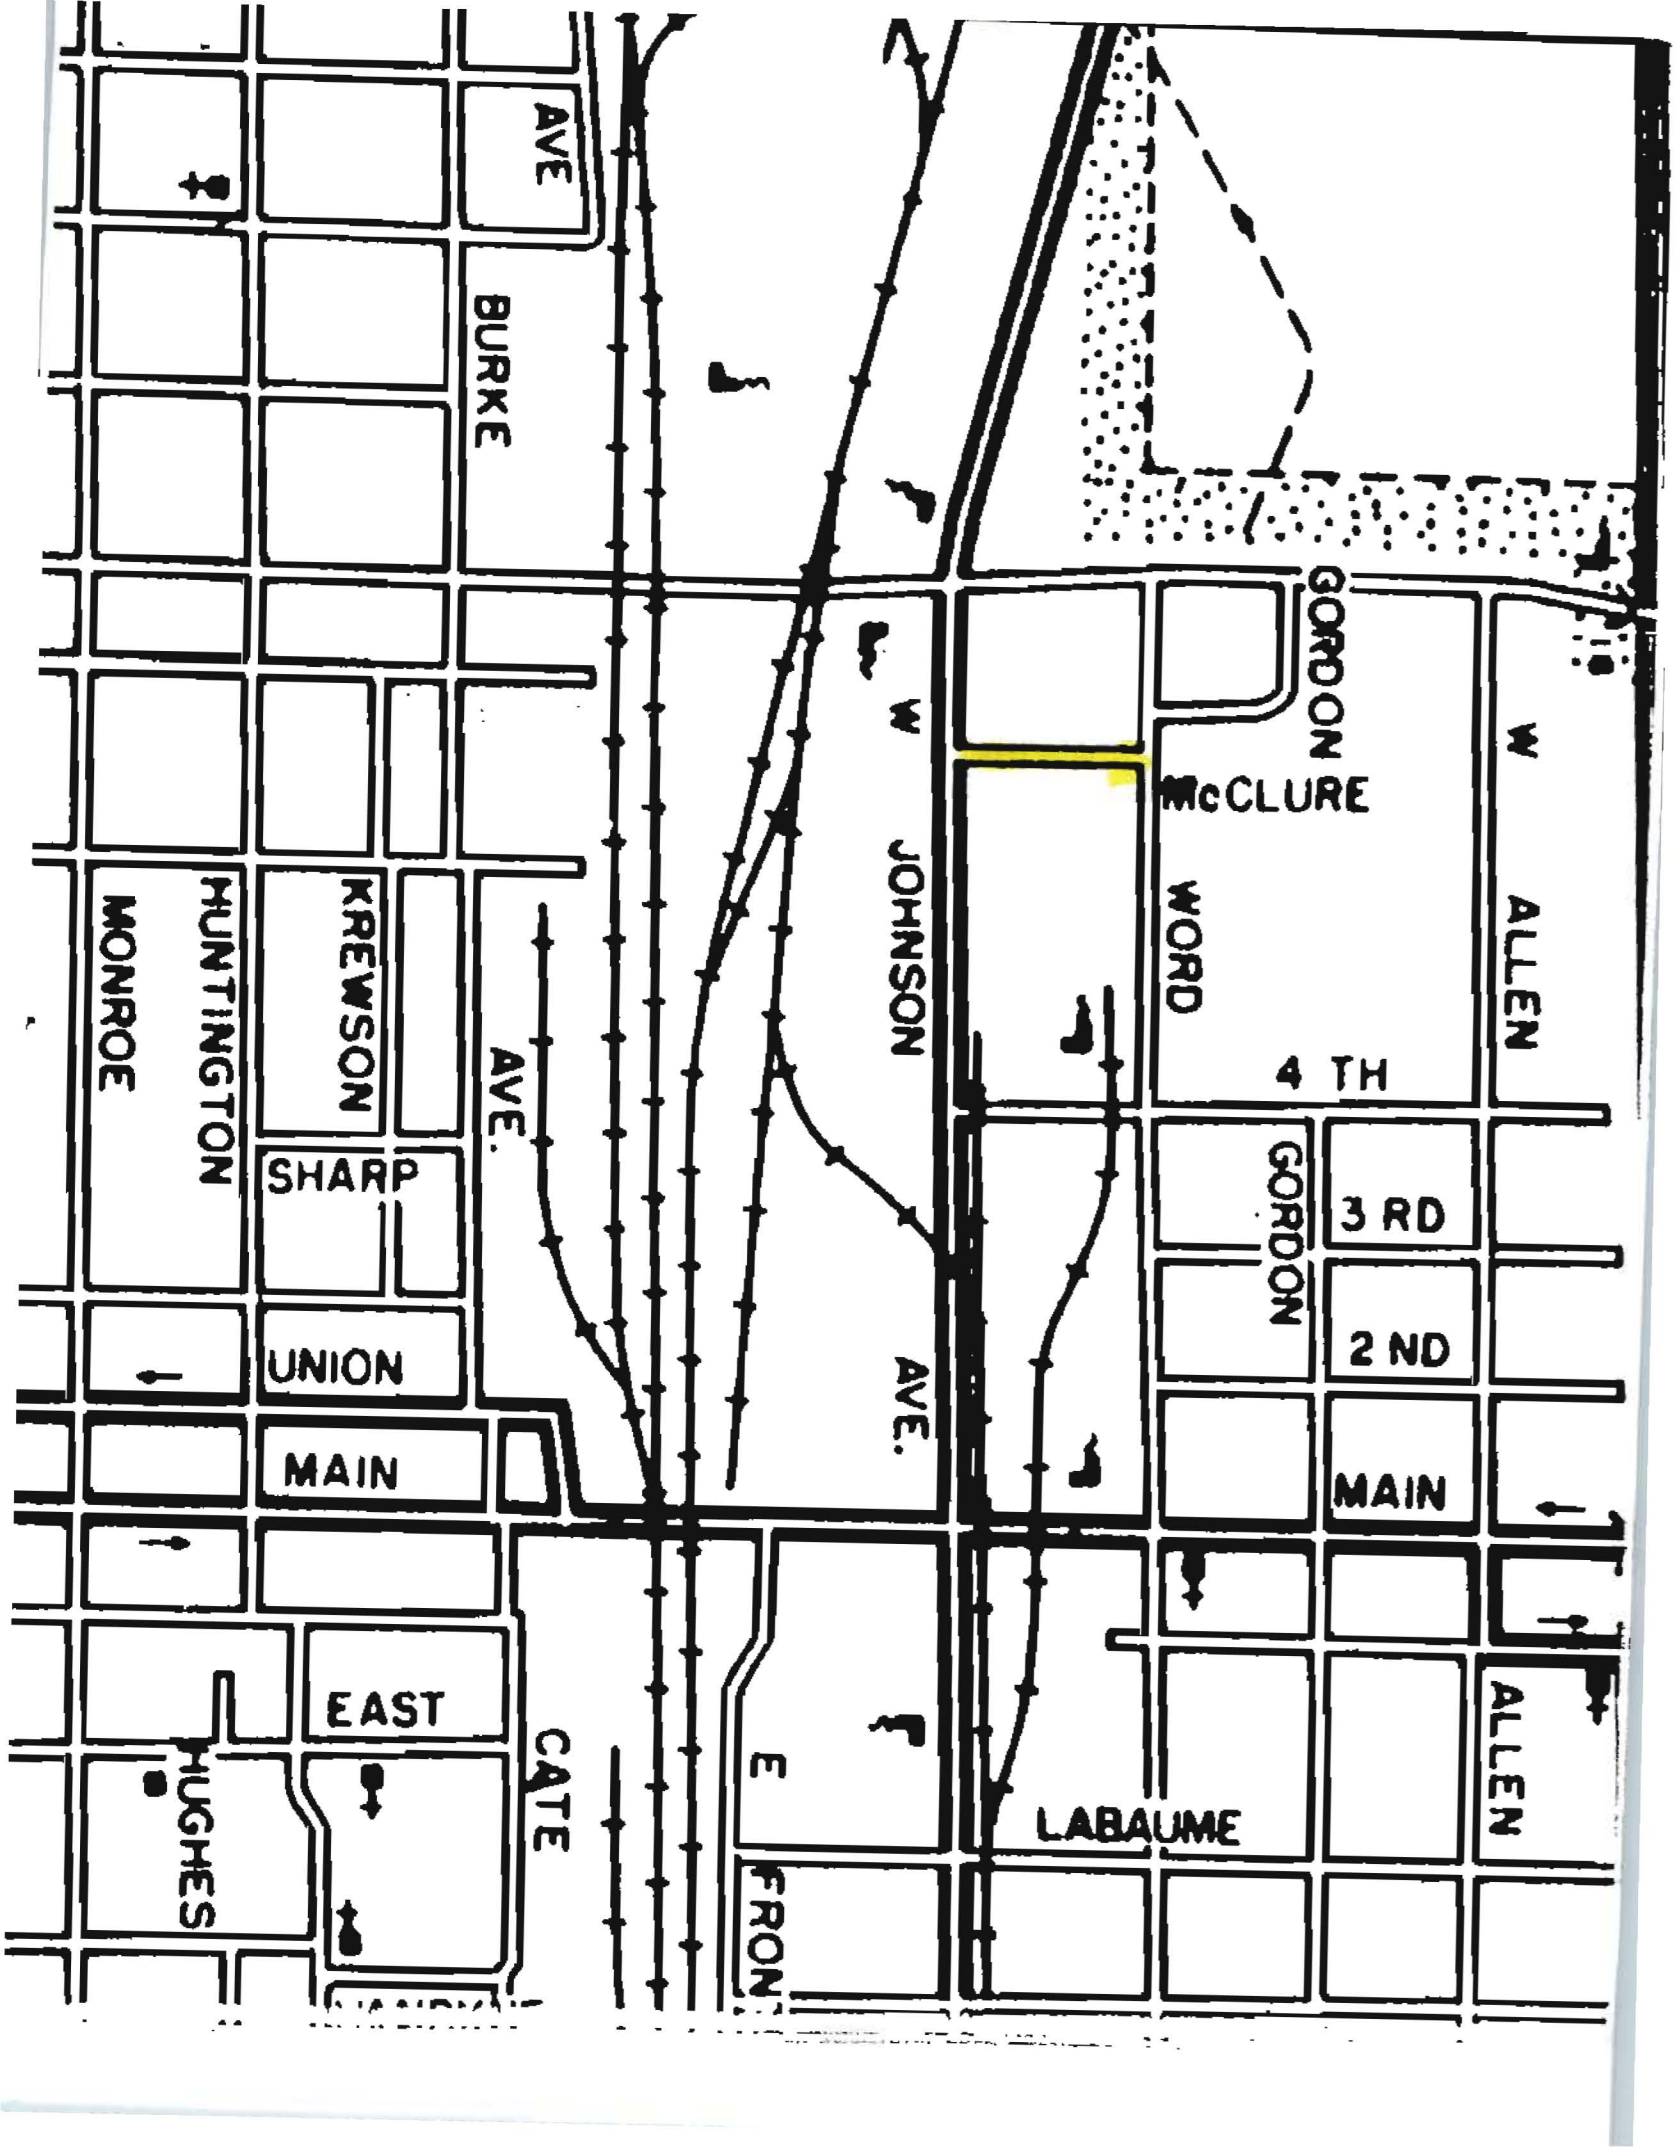 AVE
BURKE
GORDON
W
W
McCLURE
JOHNSON
WORD
ALLEN
MONROE
HUNTINGTON
KREWSON
AVE.
4 TH
SHARP
GORDON
3 RD
UNION
2 ND
AVE.
MAIN
MAIN
EAST
ALLEN
CATE
E
HUGHES
LABAUME
FRONT